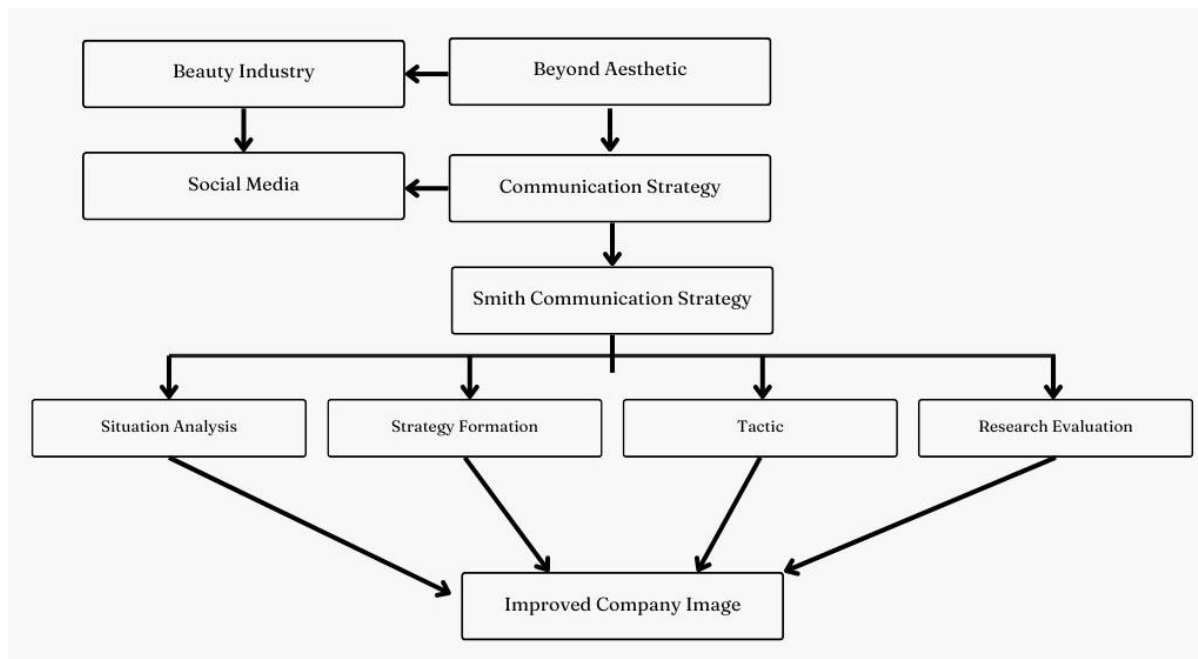 Beauty Industry
Beyond Aesthetic
Social Media
Communication Strategy
Smith Communication Strategy
Situation Analysis
Strategy Formation
Tactic
Research Evaluation
Improved Company Image